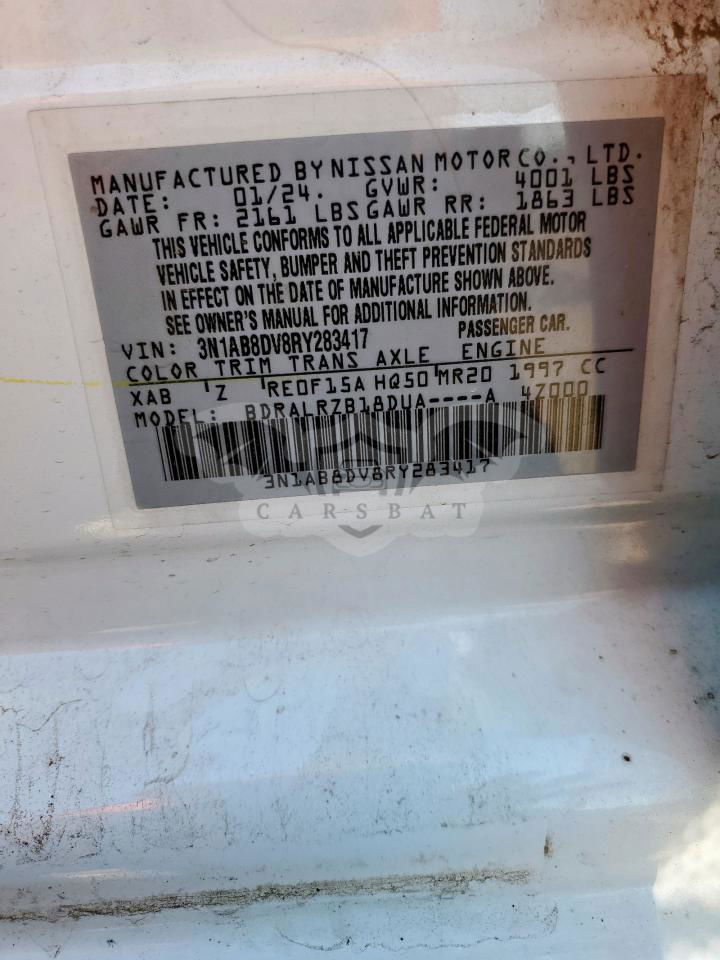 MANUFACTURED BY NISSAN MOTOR CO., LTD.
DATE: 01/24. GVWR: 4001 LBS
GAWR FR: 2161 LBS GAWR RR: 1863 LBS
THIS VEHICLE CONFORMS TO ALL APPLICABLE FEDERAL MOTOR
VEHICLE SAFETY, BUMPER AND THEFT PREVENTION STANDARDS
IN EFFECT ON THE DATE OF MANUFACTURE SHOWN ABOVE.
SEE OWNER'S MANUAL FOR ADDITIONAL INFORMATION.
VIN: 3N1AB8DV8RY283417 PASSENGER CAR.
COLOR TRIM TRANS AXLE ENGINE
XAB Z RE0F15A HQ50 MR20 1997 CC
MODEL: BDRALRZB18DUA----A 4Z000
3N1AB8DV8RY283417
CARSBAT